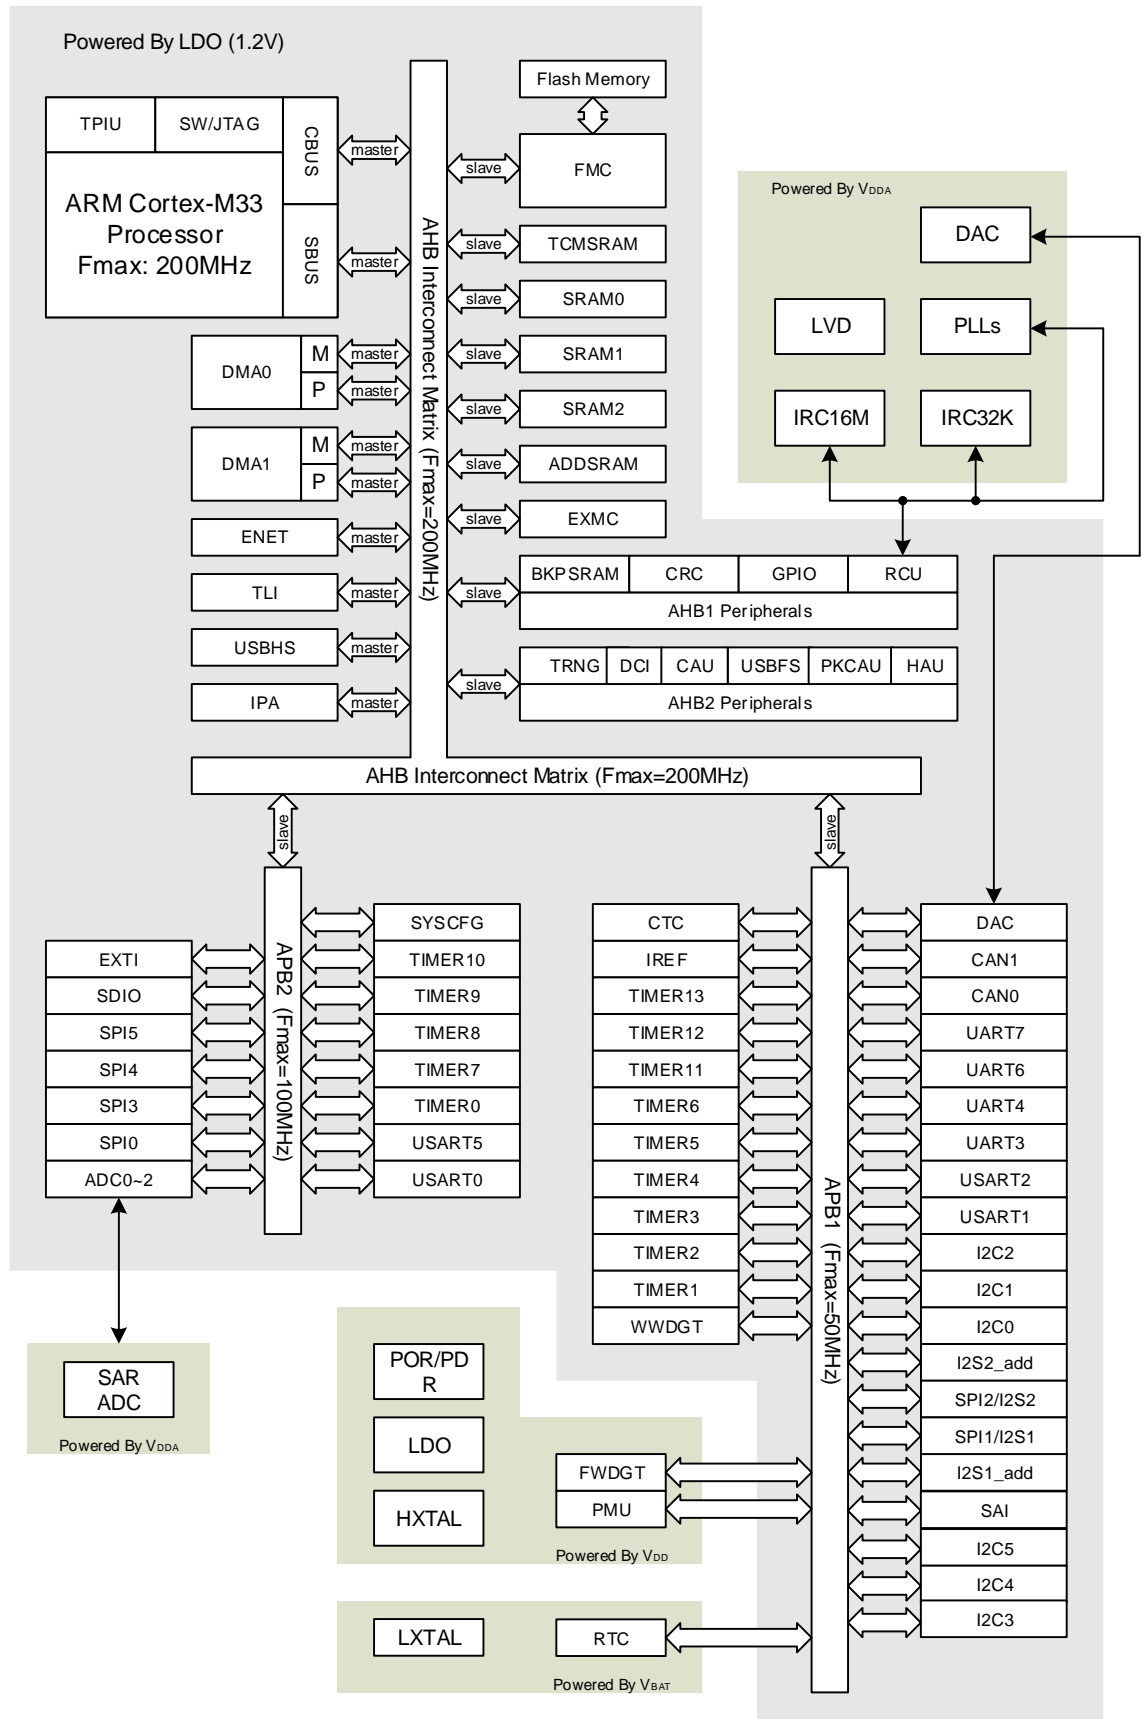 Powered By LDO (1.2V)
TPIU
SW/JTAG
CBUS
ARM Cortex-M33
Processor
Fmax: 200MHz
SBUS
master
master
DMA0
M
P
master
master
DMA1
M
P
master
master
ENET
master
TLI
master
USBHS
master
IPA
master
AHB Interconnect Matrix (Fmax=200MHz)
Flash Memory
slave
FMC
slave
TCMSRAM
slave
SRAM0
slave
SRAM1
slave
SRAM2
slave
ADDSRAM
slave
EXMC
slave
BKPSRAM
CRC
GPIO
RCU
AHB1 Peripherals
slave
TRNG
DCI
CAU
USBFS
PKCAU
HAU
AHB2 Peripherals
Powered By VDDA
DAC
LVD
PLLs
IRC16M
IRC32K
AHB Interconnect Matrix (Fmax=200MHz)
slave
slave
EXTI
SDIO
SPI5
SPI4
SPI3
SPI0
ADC0~2
APB2 (Fmax=100MHz)
SYSCFG
TIMER10
TIMER9
TIMER8
TIMER7
TIMER0
USART5
USART0
CTC
IREF
TIMER13
TIMER12
TIMER11
TIMER6
TIMER5
TIMER4
TIMER3
TIMER2
TIMER1
WWDGT
APB1 (Fmax=50MHz)
DAC
CAN1
CAN0
UART7
UART6
UART4
UART3
USART2
USART1
I2C2
I2C1
I2C0
I2S2_add
SPI2/I2S2
SPI1/I2S1
I2S1_add
SAI
I2C5
I2C4
I2C3
SAR
ADC
Powered By VDDA
POR/PD
R
LDO
HXTAL
FWDGT
PMU
Powered By VDD
LXTAL
RTC
Powered By VBAT